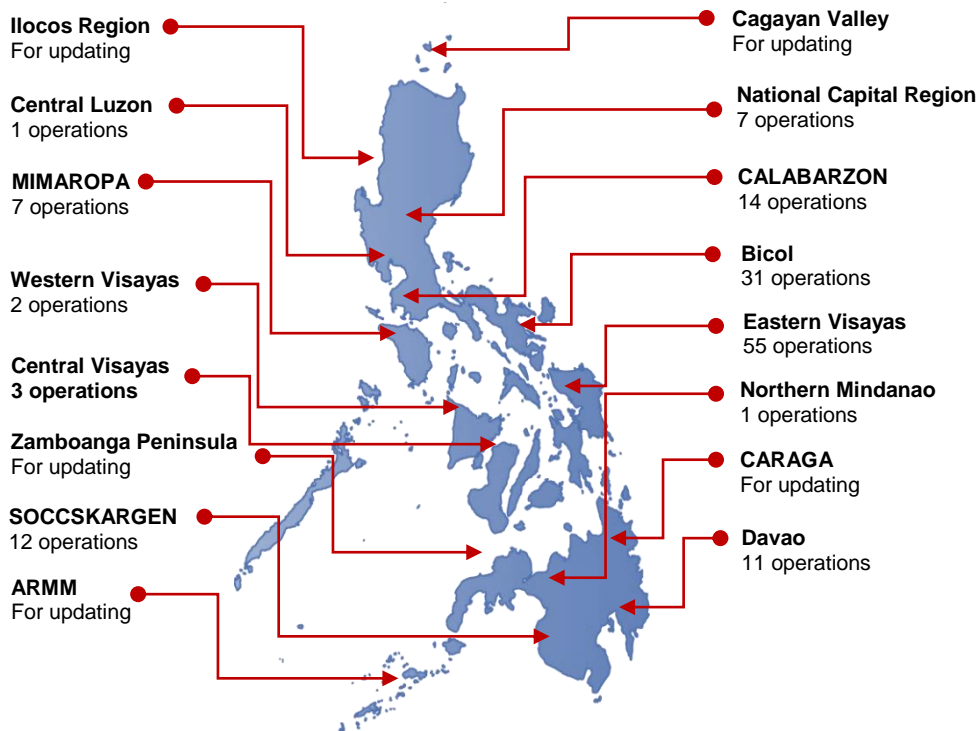 Ilocos Region
For updating
Central Luzon
1 operations
MIMAROPA
7 operations
Western Visayas
2 operations
Central Visayas
3 operations
Zamboanga Peninsula
For updating
SOCCSKARGEN
12 operations
ARMM
For updating
Cagayan Valley
For updating
National Capital Region
7 operations
CALABARZON
14 operations
Bicol
31 operations
Eastern Visayas
55 operations
Northern Mindanao
1 operations
CARAGA
For updating
Davao
11 operations